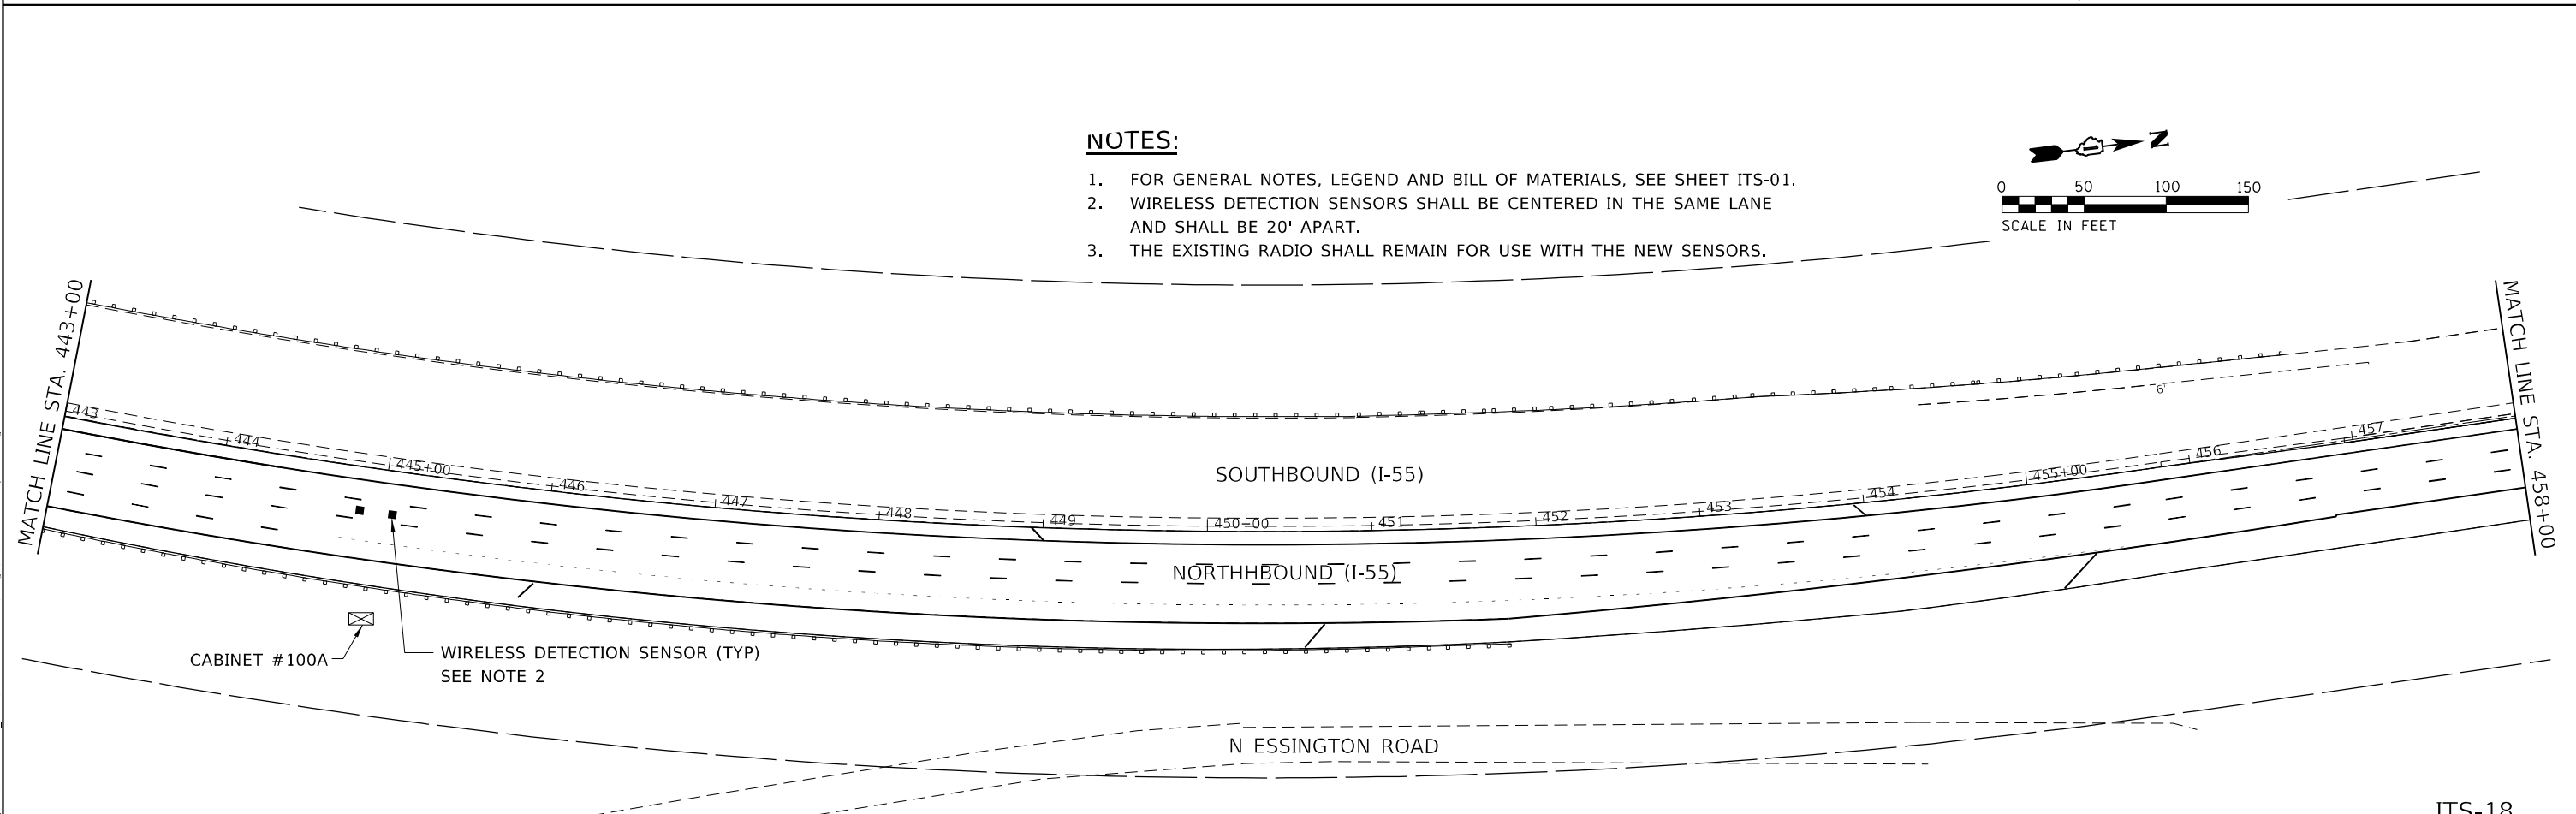 NOTES:
1. FOR GENERAL NOTES, LEGEND AND BILL OF MATERIALS, SEE SHEET ITS-01.
2. WIRELESS DETECTION SENSORS SHALL BE CENTERED IN THE SAME LANE
AND SHALL BE 20' APART.
3. THE EXISTING RADIO SHALL REMAIN FOR USE WITH THE NEW SENSORS.
N
0 50 100 150
SCALE IN FEET
MATCH LINE STA. 443+00
MATCH LINE STA. 458+00
6'
443
444
445+00
446
447
448
449
450+00
451
452
453
454
455+00
456
457
SOUTHBOUND (I-55)
NORTHHBOUND (I-55)
CABINET #100A
WIRELESS DETECTION SENSOR (TYP)
SEE NOTE 2
N ESSINGTON ROAD
ITS-18